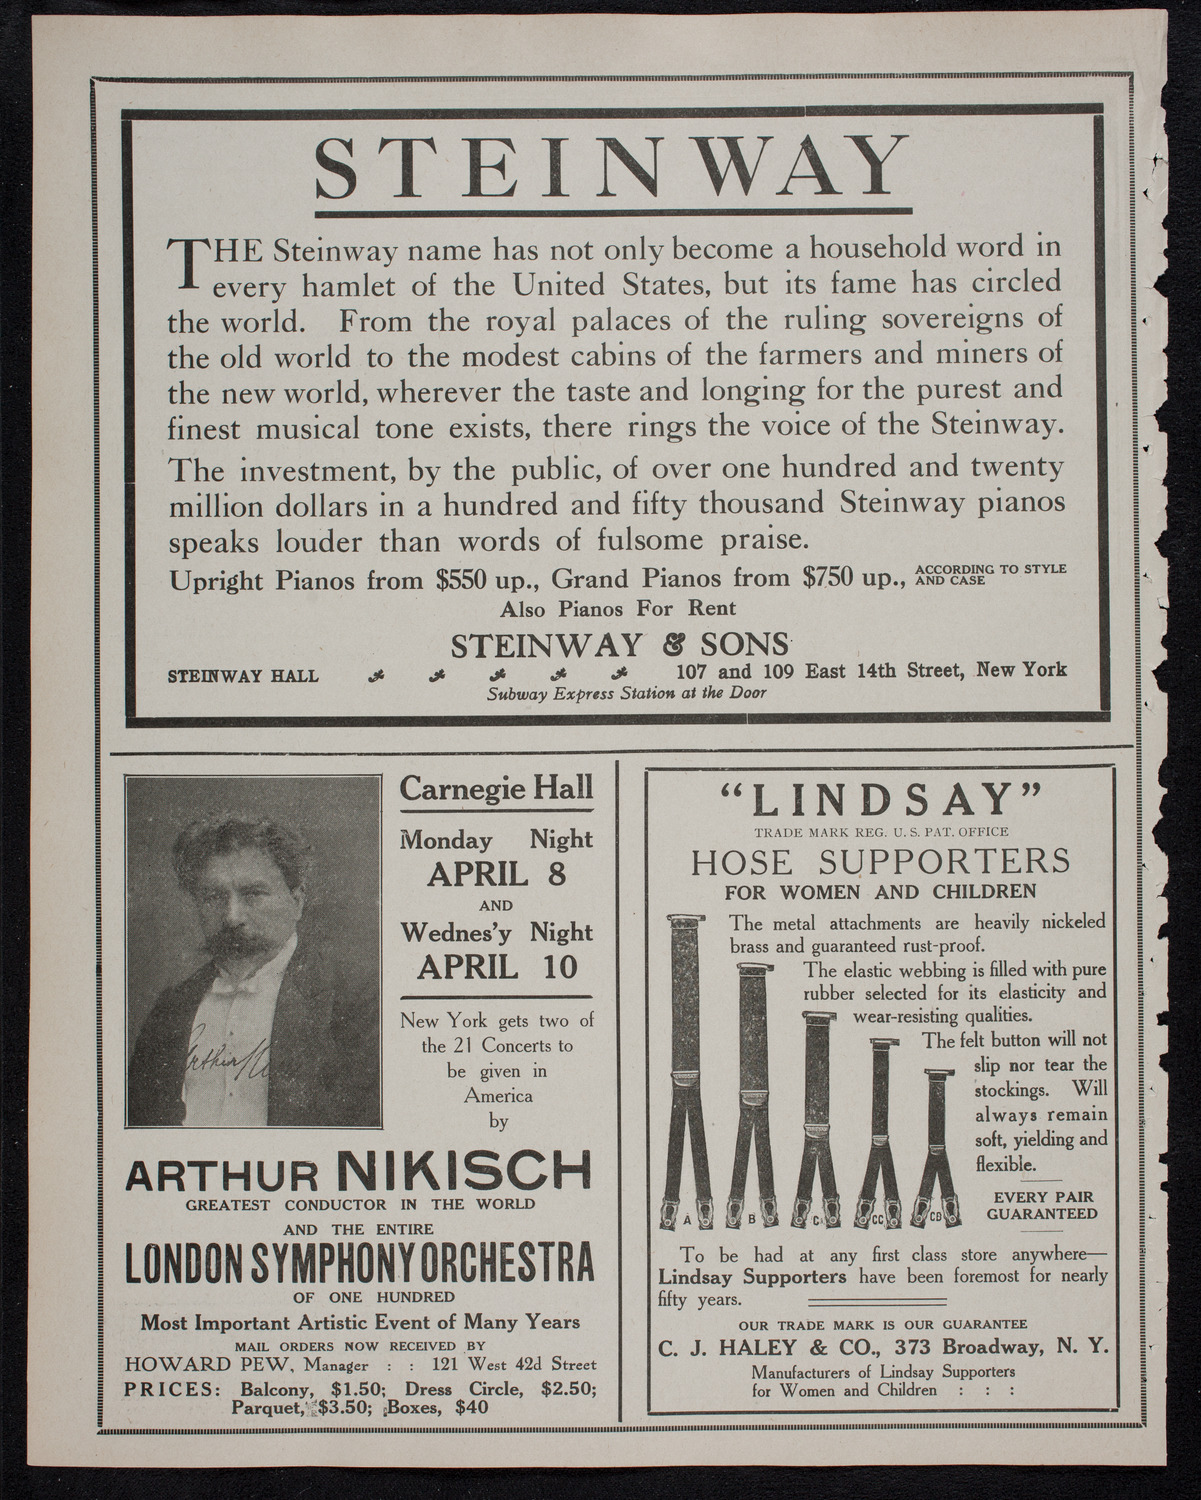 STEINWAY
THE Steinway name has not only become a household word in
every hamlet of the United States, but its fame has circled
the world. From the royal palaces of the ruling sovereigns of
the old world to the modest cabins of the farmers and miners of
the new world, wherever the taste and longing for the purest and
finest musical tone exists, there rings the voice of the Steinway.
The investment, by the public, of over one hundred and twenty
million dollars in a hundred and fifty thousand Steinway pianos
speaks louder than words of fulsome praise.
Upright Pianos from $550 up., Grand Pianos from $750 up., ACCORDING TO STYLE
AND CASE
Also Pianos For Rent
STEINWAY & SONS
STEINWAY HALL 107 and 109 East 14th Street, New York
Subway Express Station at the Door
Carnegie Hall
Monday Night
APRIL 8
AND
Wednes'y Night
APRIL 10
New York gets two of
the 21 Concerts to
be given in
America
by
ARTHUR NIKISCH
GREATEST CONDUCTOR IN THE WORLD
AND THE ENTIRE
LONDON SYMPHONY ORCHESTRA
OF ONE HUNDRED
Most Important Artistic Event of Many Years
MAIL ORDERS NOW RECEIVED BY
HOWARD PEW, Manager : : 121 West 42d Street
PRICES: Balcony, $1.50; Dress Circle, $2.50;
Parquet, $3.50; Boxes, $40
"LINDSAY"
TRADE MARK REG. U. S. PAT. OFFICE
HOSE SUPPORTERS
FOR WOMEN AND CHILDREN
The metal attachments are heavily nickeled
brass and guaranteed rust-proof.
The elastic webbing is filled with pure
rubber selected for its elasticity and
wear-resisting qualities.
The felt button will not
slip nor tear the
stockings. Will
always remain
soft, yielding and
flexible.
EVERY PAIR
GUARANTEED
A B C CC CB
To be had at any first class store anywhere—
Lindsay Supporters have been foremost for nearly
fifty years.
OUR TRADE MARK IS OUR GUARANTEE
C. J. HALEY & CO., 373 Broadway, N. Y.
Manufacturers of Lindsay Supporters
for Women and Children : : :